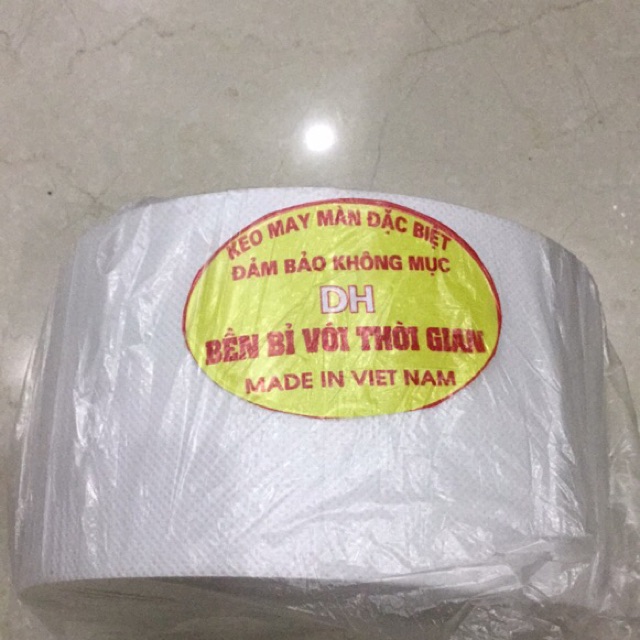 KEO MAY MÀN ĐẶC BIỆT
ĐẢM BẢO KHÔNG MỤC
DH
BỀN BỈ VỚI THỜI GIAN
MADE IN VIET NAM